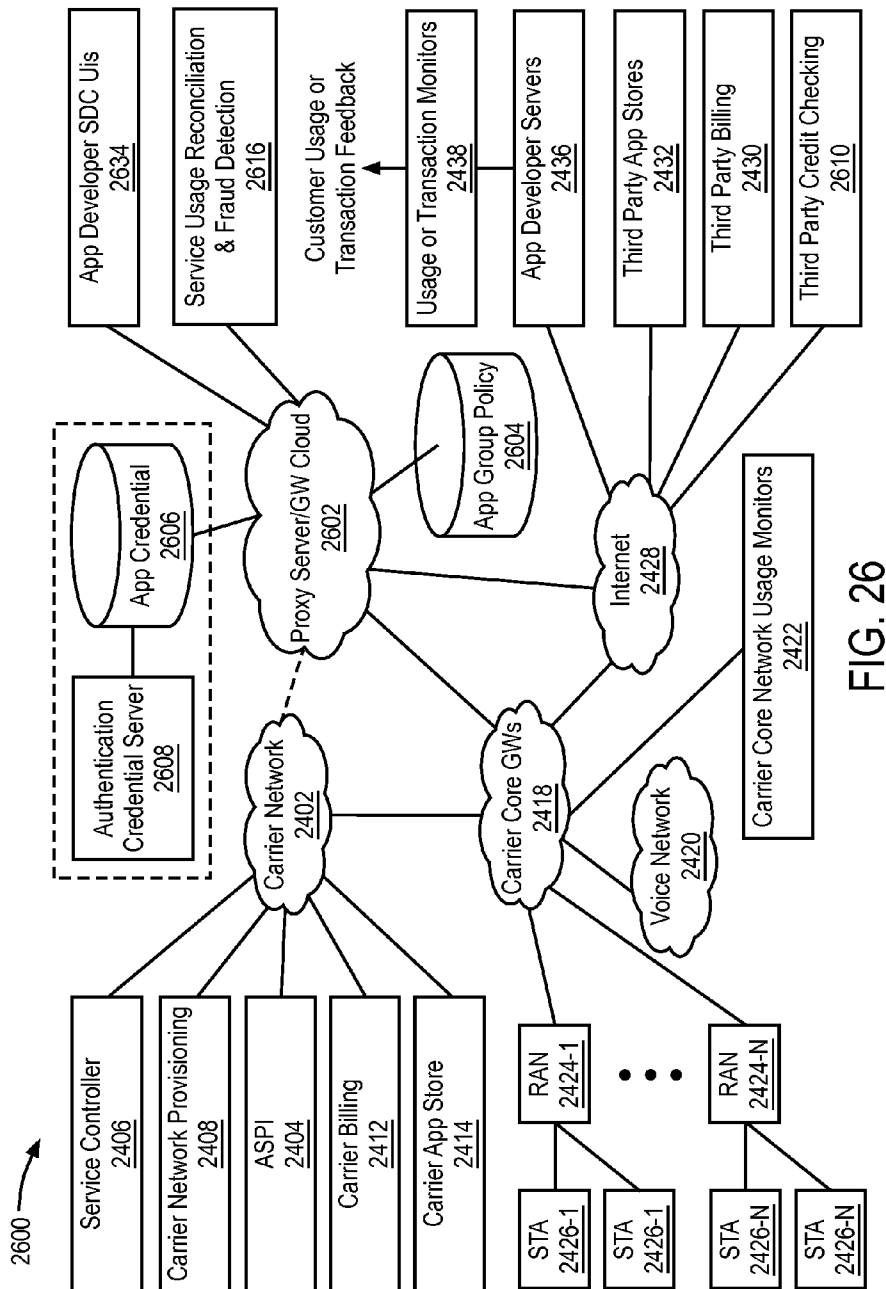 2600
Service Controller
2406
Carrier Network Provisioning
2408
ASPI
2404
Carrier Billing
2412
Carrier App Store
2414
STA
2426-1
STA
2426-1
STA
2426-N
STA
2426-N
RAN
2424-1
RAN
2424-N
Authentication
Credential Server
2608
App Credential
2606
Carrier Network
2402
Proxy Server/GW Cloud
2602
App Group Policy
2604
Carrier Core GWs
2418
Voice Network
2420
Internet
2428
Carrier Core Network Usage Monitors
2422
App Developer SDC Uis
2634
Service Usage Reconciliation
& Fraud Detection
2616
Customer Usage or
Transaction Feedback
Usage or Transaction Monitors
2438
App Developer Servers
2436
Third Party App Stores
2432
Third Party Billing
2430
Third Party Credit Checking
2610
FIG. 26